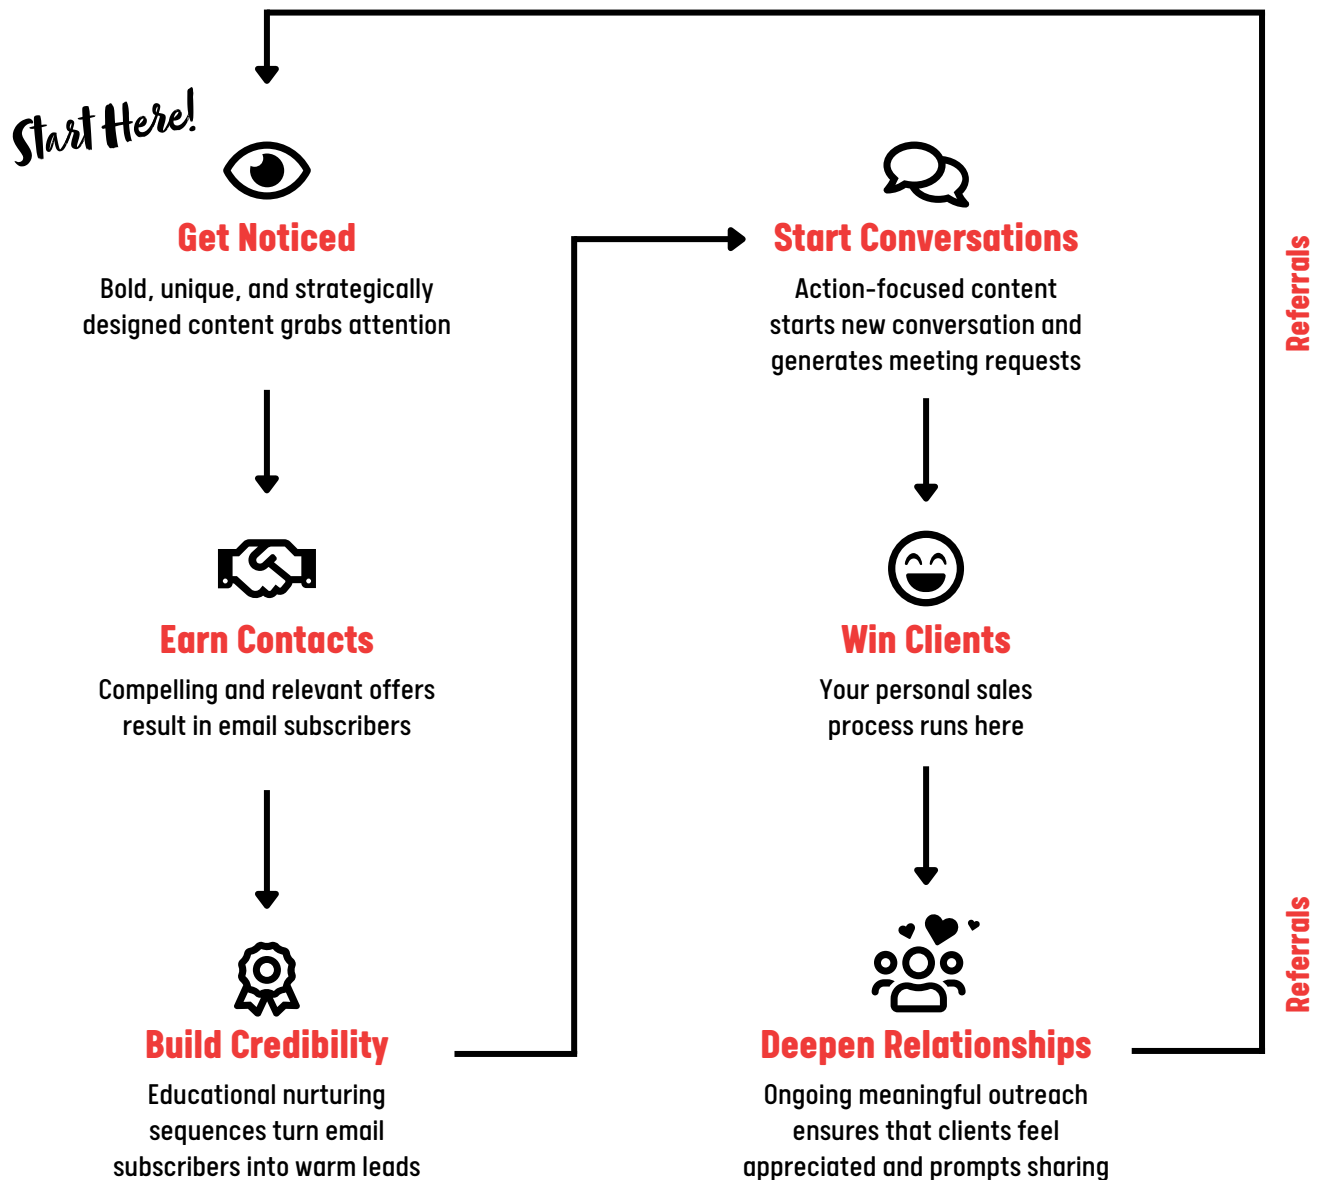 Start Here!
Get Noticed
Bold, unique, and strategically
designed content grabs attention
Earn Contacts
Compelling and relevant offers
result in email subscribers
Build Credibility
Educational nurturing
sequences turn email
subscribers into warm leads
Start Conversations
Action-focused content
starts new conversation and
generates meeting requests
Win Clients
Your personal sales
process runs here
Deepen Relationships
Ongoing meaningful outreach
ensures that clients feel
appreciated and prompts sharing
Referrals
Referrals